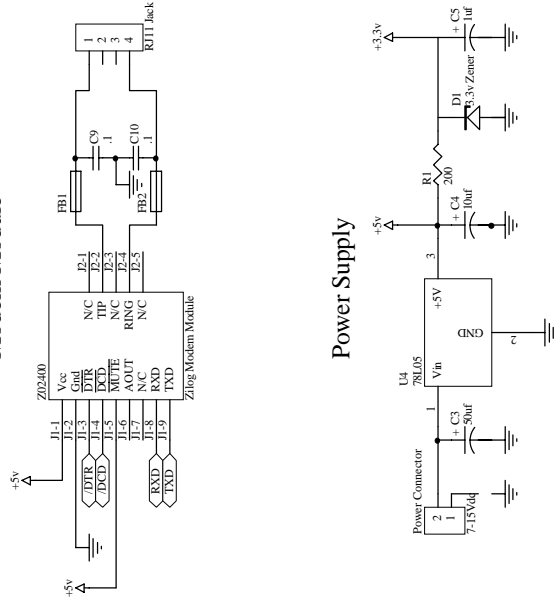 Z02400
+5v
+5v
J1-1
J1-2
J1-3
J1-4
J1-5
J1-6
J1-7
J1-8
J1-9
/DTR
/DCD
RXD
TXD
Vcc
Gnd
DTR
DCD
MUTE
AOUT
N/C
RXD
TXD
N/C
TIP
N/C
RING
N/C
Zilog Modem Module
J2-1
J2-2
J2-3
J2-4
J2-5
FB1
FB2
C9
.1
C10
.1
1
2
3
4
RJ11 Jack
Power Supply
Power Connector
2
1
7-15Vdc
+ C3
50uf
1
U4
78L05
Vin
+5V
GND
2
3
+5v
+ C4
10uf
R1
200
D1
3.3v Zener
+3.3v
+ C5
1uf